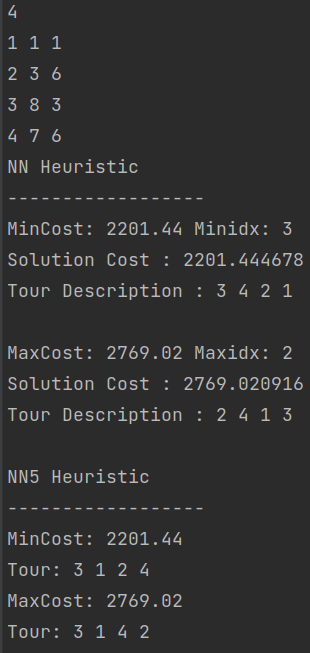 4
1 1 1
2 3 6
3 8 3
4 7 6
NN Heuristic
------------------
MinCost: 2201.44 Minidx: 3
Solution Cost : 2201.444678
Tour Description : 3 4 2 1
MaxCost: 2769.02 Maxidx: 2
Solution Cost : 2769.020916
Tour Description : 2 4 1 3
NN5 Heuristic
------------------
MinCost: 2201.44
Tour: 3 1 2 4
MaxCost: 2769.02
Tour: 3 1 4 2